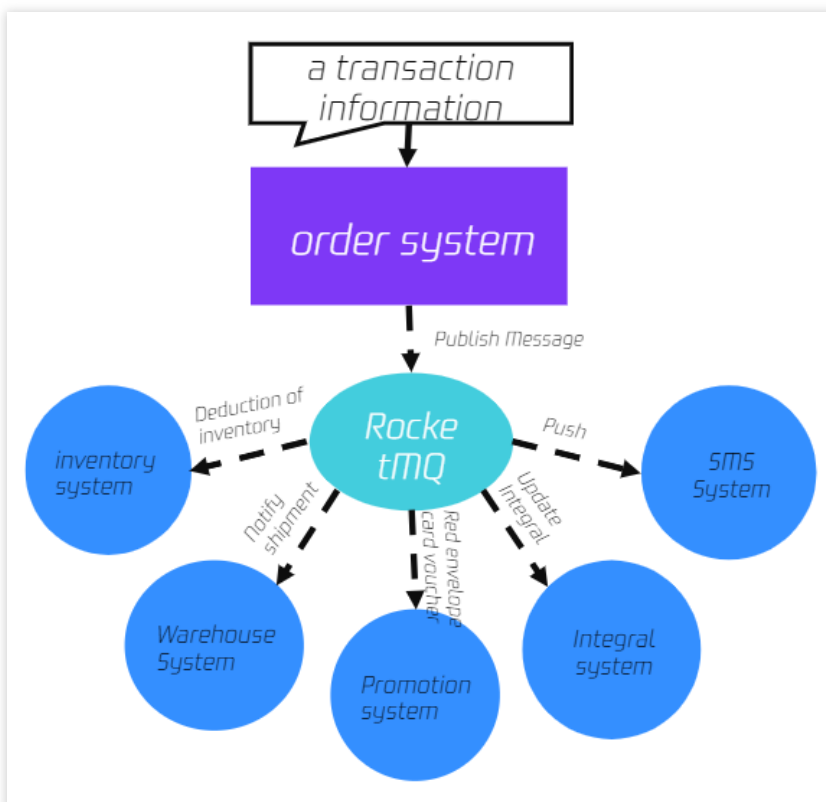 a transaction
information
order system
Publish Message
Deduction of
inventory
Rocke
tMQ
Push
inventory
system
SMS
System
Notify
shipment
Red envelope
card voucher
Update
Integral
Warehouse
System
Promotion
system
Integral
system